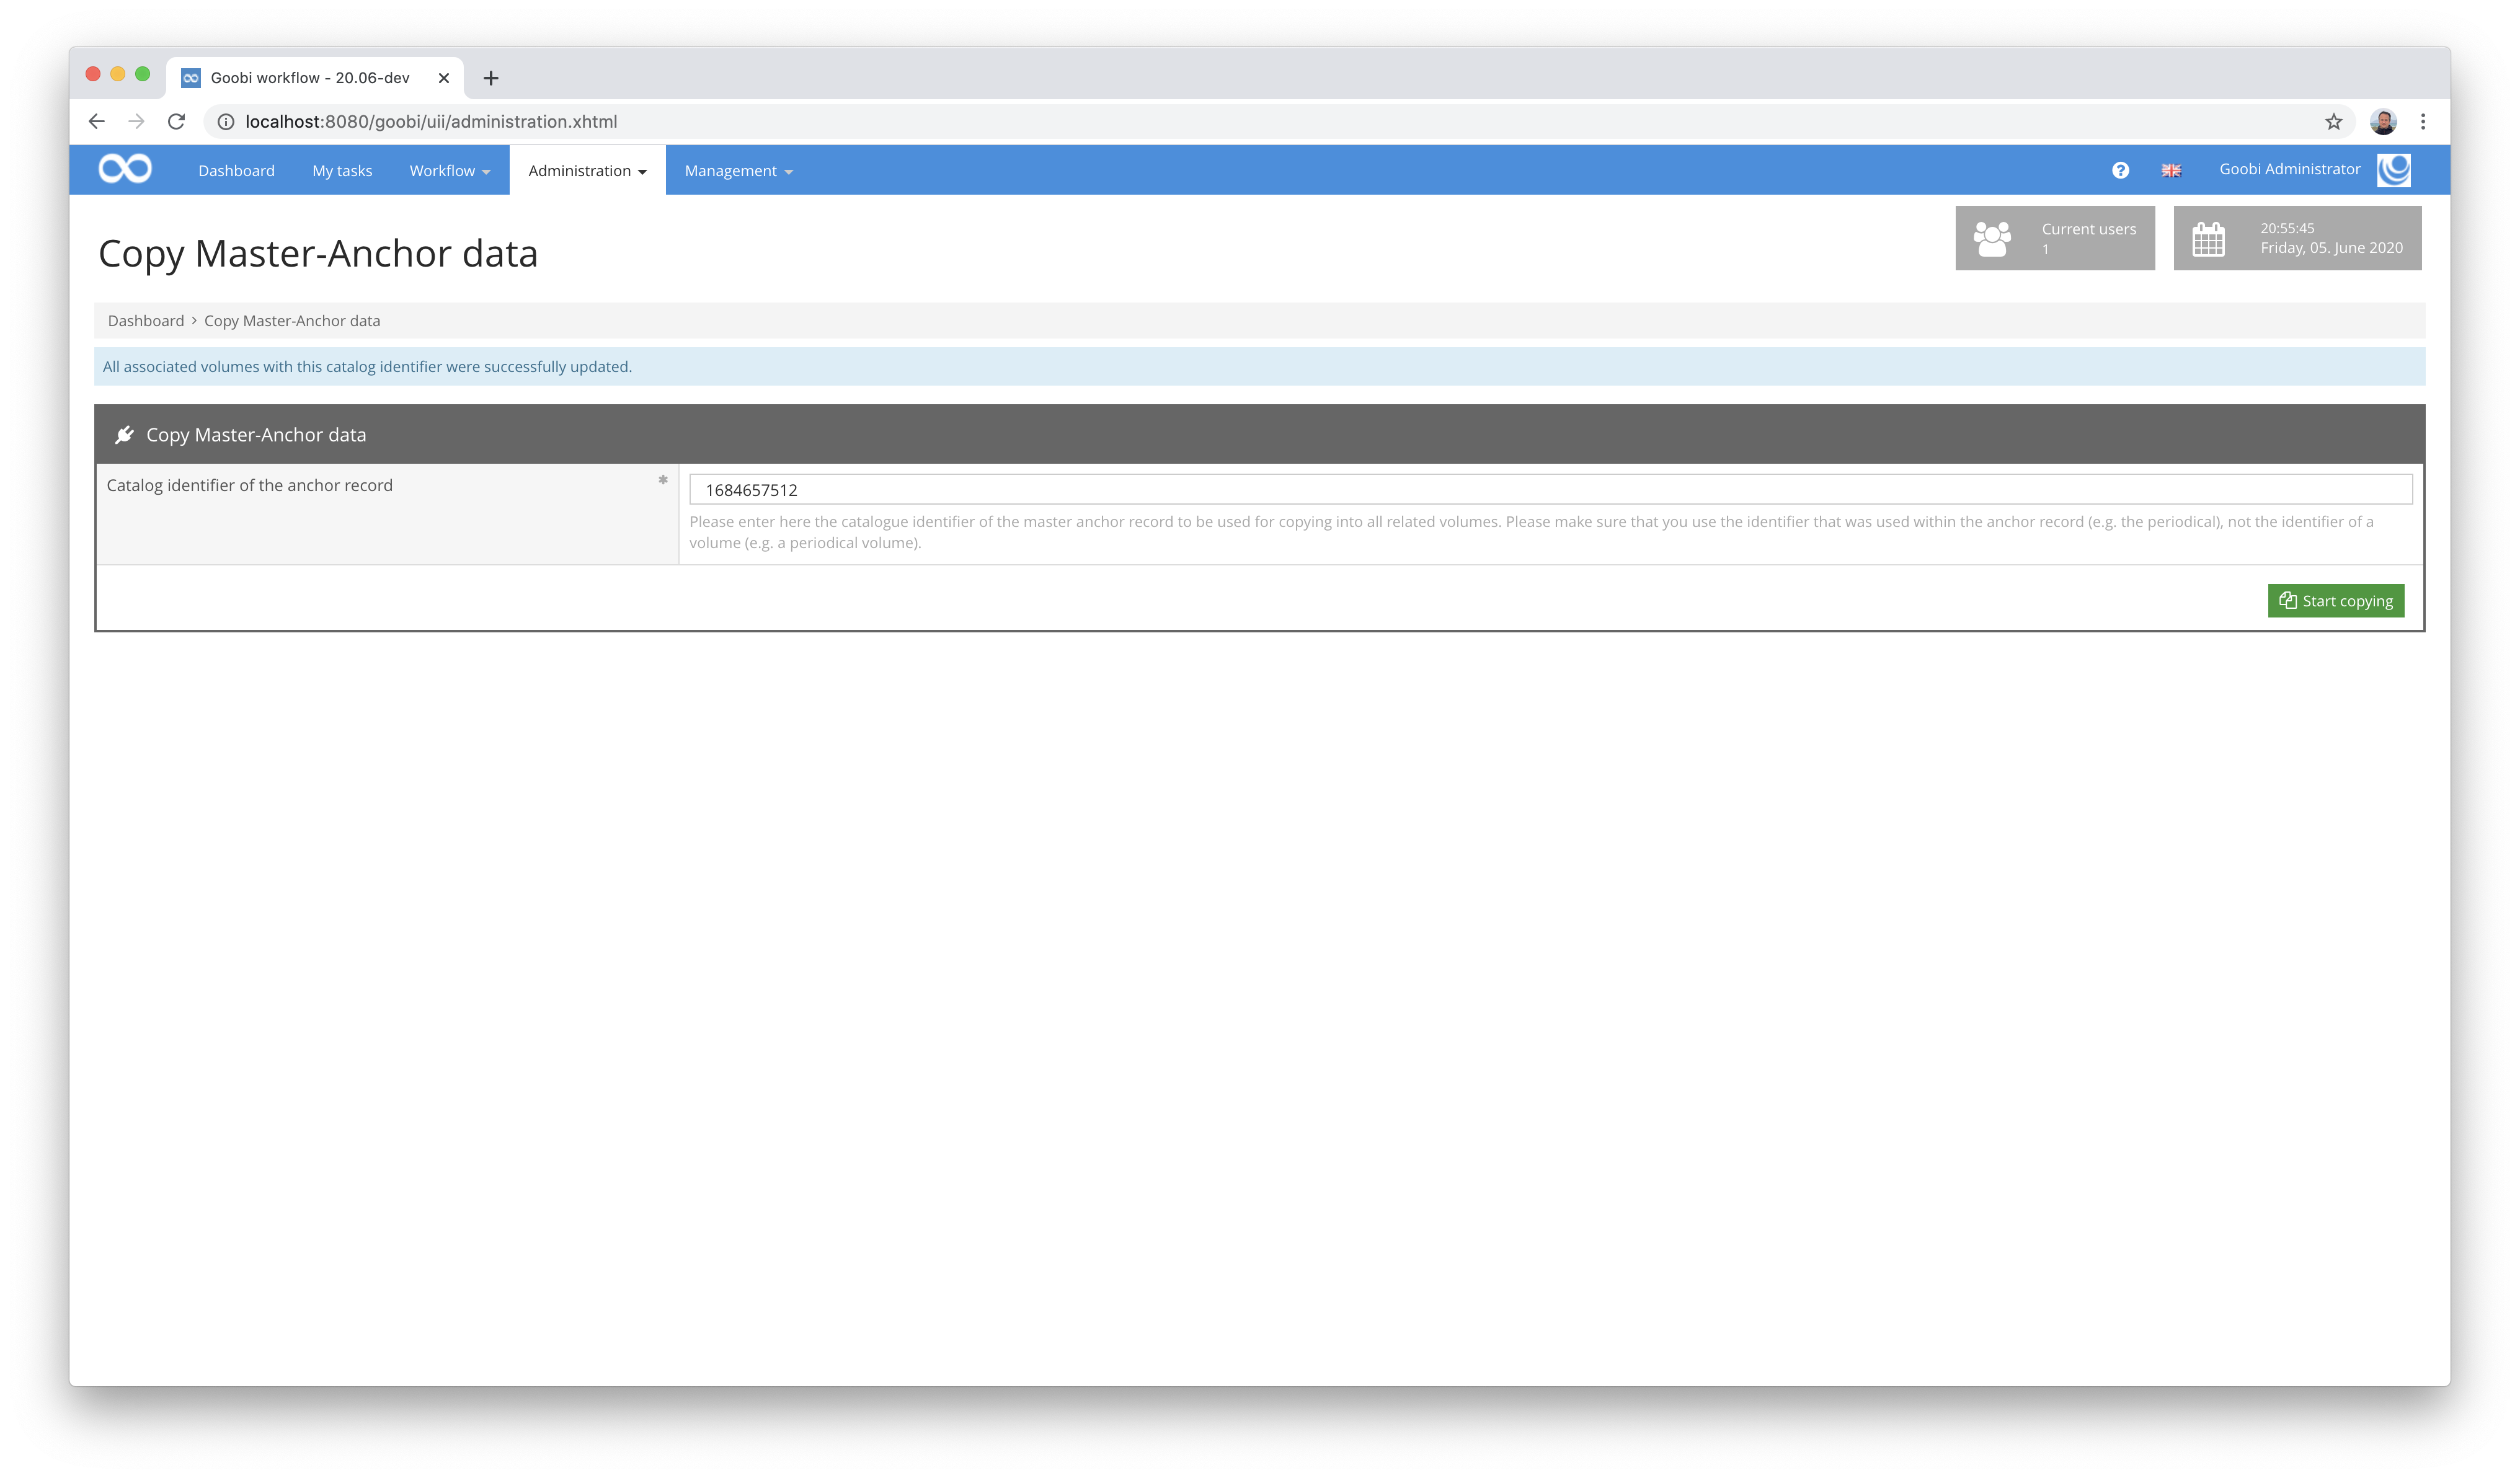 Goobi workflow - 20.06-dev
localhost:8080/goobi/uii/administration.xhtml
Dashboard My tasks Workflow Administration Management Goobi Administrator
Copy Master-Anchor data
Current users
1
20:55:45
Friday, 05. June 2020
Dashboard > Copy Master-Anchor data
All associated volumes with this catalog identifier were successfully updated.
Copy Master-Anchor data
Catalog identifier of the anchor record *
1684657512
Please enter here the catalogue identifier of the master anchor record to be used for copying into all related volumes. Please make sure that you use the identifier that was used within the anchor record (e.g. the periodical), not the identifier of a
volume (e.g. a periodical volume).
Start copying